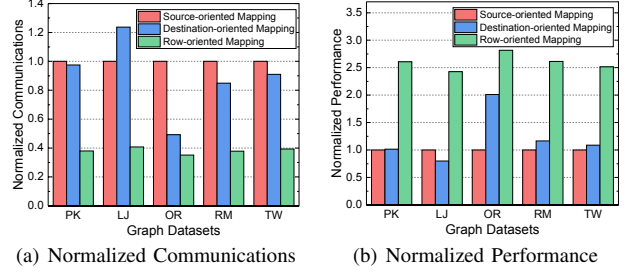 1.4
1.2
1.0
0.8
0.6
0.4
0.2
0.0
Normalized Communications
Source-oriented Mapping
Destination-oriented Mapping
Row-oriented Mapping
PK LJ OR RM TW
Graph Datasets
(a) Normalized Communications
3.5
3.0
2.5
2.0
1.5
1.0
0.5
0.0
Normalized Performance
Source-oriented Mapping
Destination-oriented Mapping
Row-oriented Mapping
PK LJ OR RM TW
Graph Datasets
(b) Normalized Performance